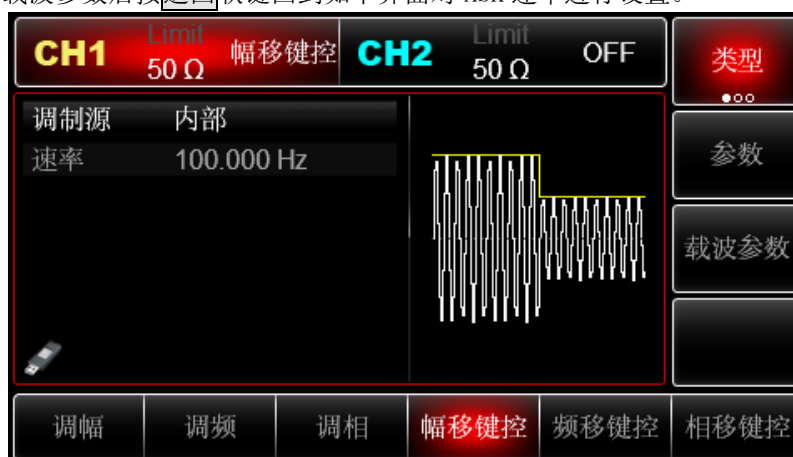 CH1 Limit 50 Ω 幅移键控 CH2 Limit 50 Ω OFF 类型
调制源 内部
速率 100.000 Hz
参数
载波参数
调幅 调频 调相 幅移键控 频移键控 相移键控